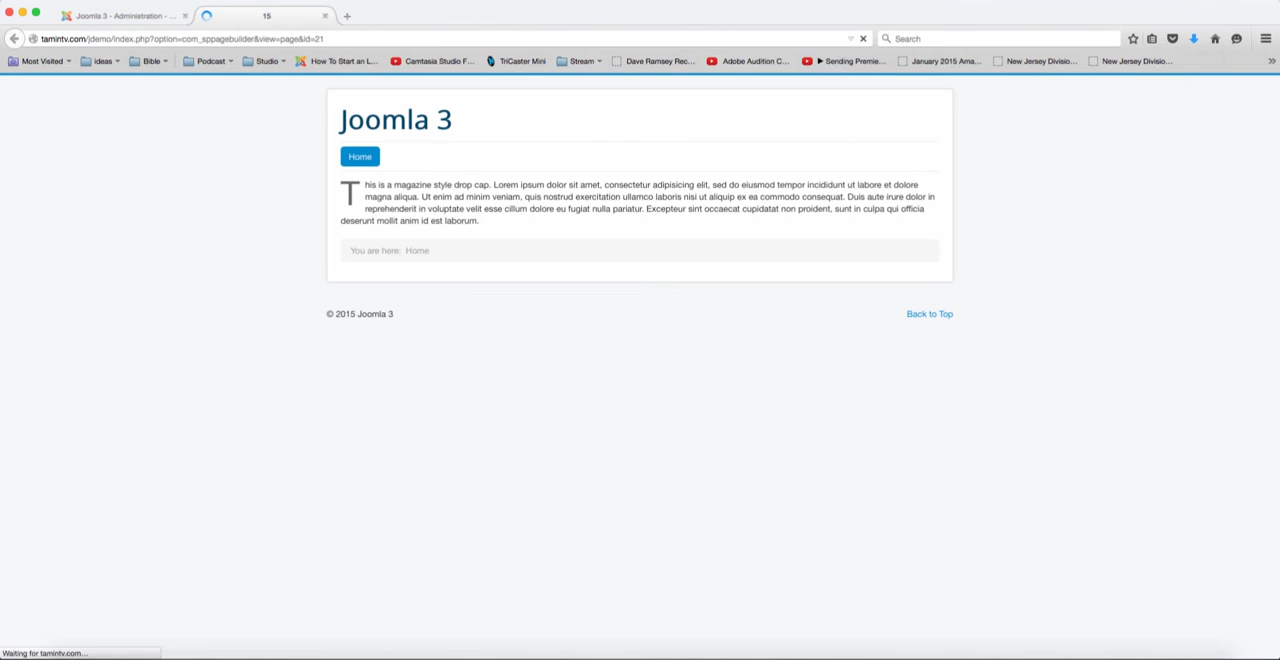 Joomla 3 - Administration - ...
15
tamintv.com/jdemo/index.php?option=com_sppagebuilder&view=page&id=21
Search
Most Visited
ideas
Bible
Podcast
Studio
How To Start an L...
Camtasia Studio F...
TriCaster Mini
Stream
Dave Ramsey Rec...
Adobe Audition C...
► Sending Premie...
January 2015 Ama...
New Jersey Divisio...
New Jersey Divisio...
Joomla 3
Home
This is a magazine style drop cap. Lorem ipsum dolor sit amet, consectetur adipisicing elit, sed do eiusmod tempor incididunt ut labore et dolore
magna aliqua. Ut enim ad minim veniam, quis nostrud exercitation ullamco laboris nisi ut aliquip ex ea commodo consequat. Duis aute irure dolor in
reprehenderit in voluptate velit esse cillum dolore eu fugiat nulla pariatur. Excepteur sint occaecat cupidatat non proident, sunt in culpa qui officia
deserunt mollit anim id est laborum.
You are here: Home
© 2015 Joomla 3
Back to Top
Waiting for tamintv.com...